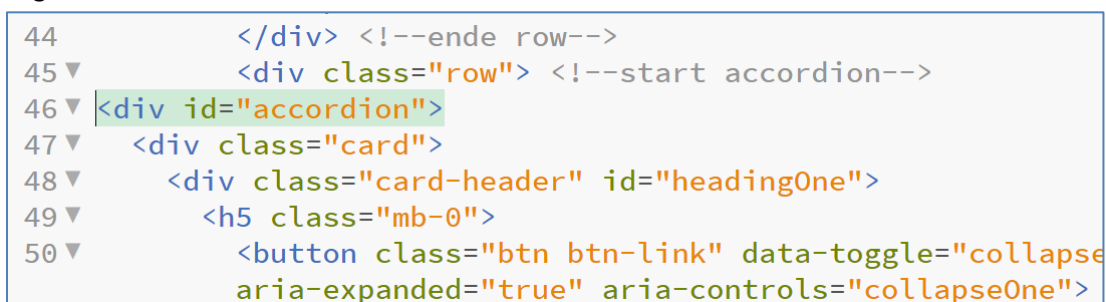 44 </div> <!--ende row-->
45 <div class="row"> <!--start accordion-->
46 <div id="accordion">
47 <div class="card">
48 <div class="card-header" id="headingOne">
49 <h5 class="mb-0">
50 <button class="btn btn-link" data-toggle="collapse
aria-expanded="true" aria-controls="collapseOne">